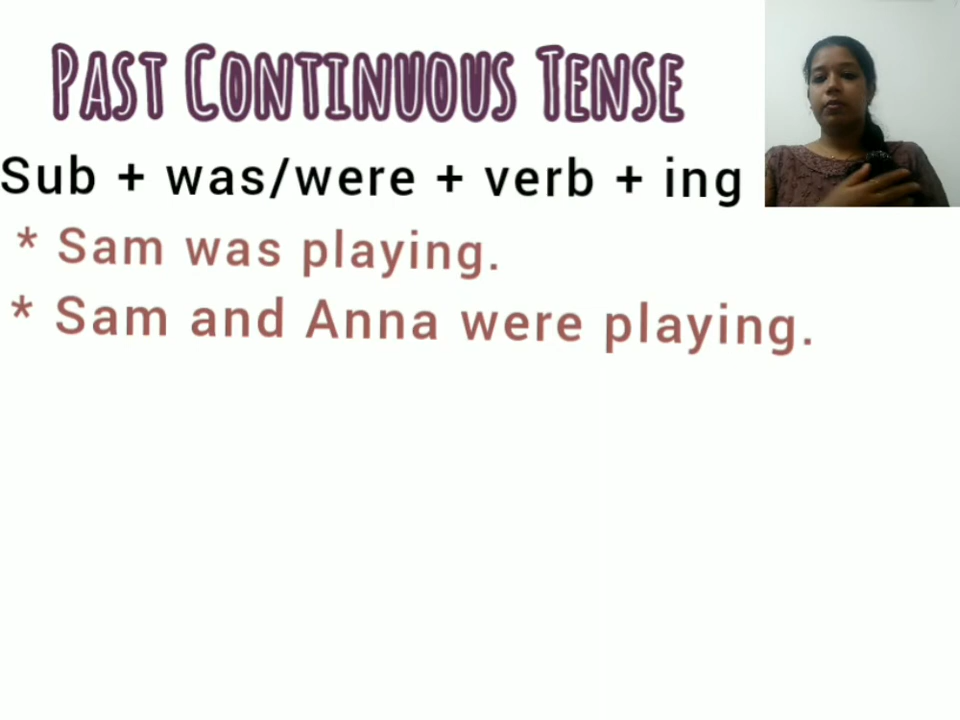 PAST CONTINUOUS TENSE
Sub + was/were + verb + ing
* Sam was playing.
* Sam and Anna were playing.